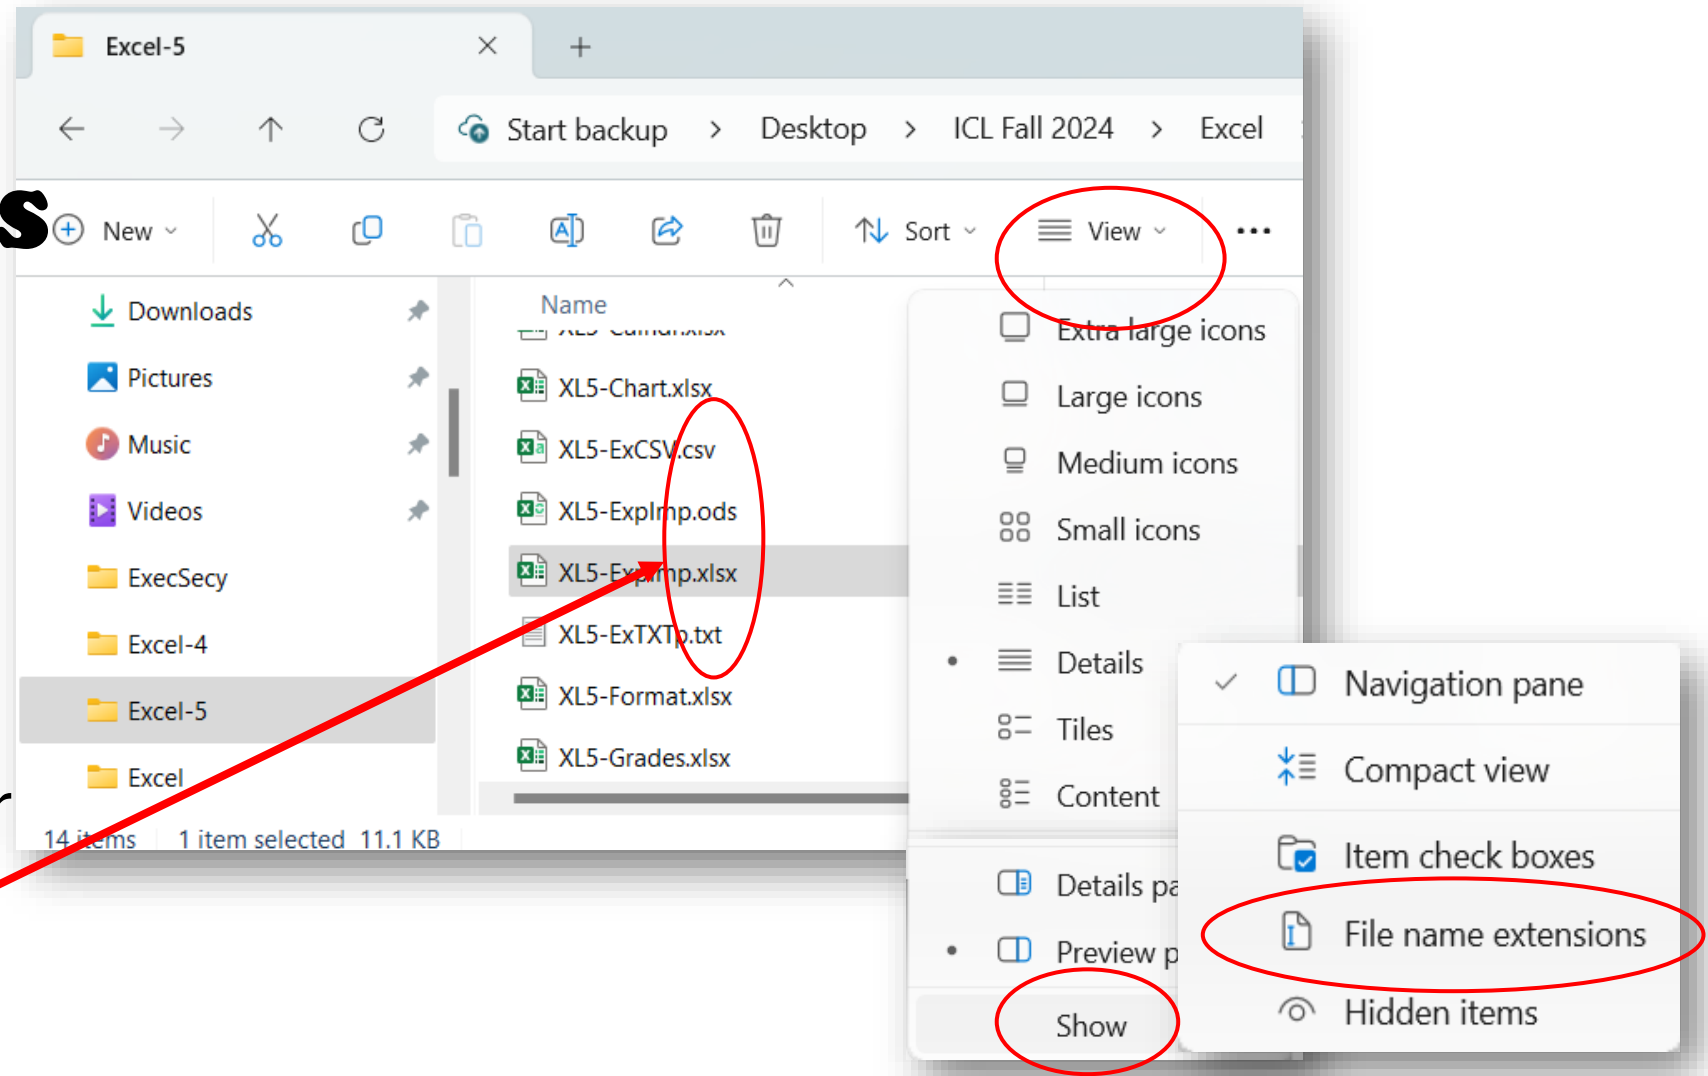 Excel-5
Start backup > Desktop > ICL Fall 2024 > Excel
s
New
Sort
View
Downloads
Pictures
Music
Videos
ExecSecy
Excel-4
Excel-5
Excel
r
Name
XL5-Chart.xlsx
XL5-ExCSV.csv
XL5-ExpImp.ods
XL5-ExpImp.xlsx
XL5-ExTXTp.txt
XL5-Format.xlsx
XL5-Grades.xlsx
14 items 1 item selected 11.1 KB
Extra large icons
Large icons
Medium icons
Small icons
List
Details
Tiles
Content
Details pa
Preview p
Show
Navigation pane
Compact view
Item check boxes
File name extensions
Hidden items